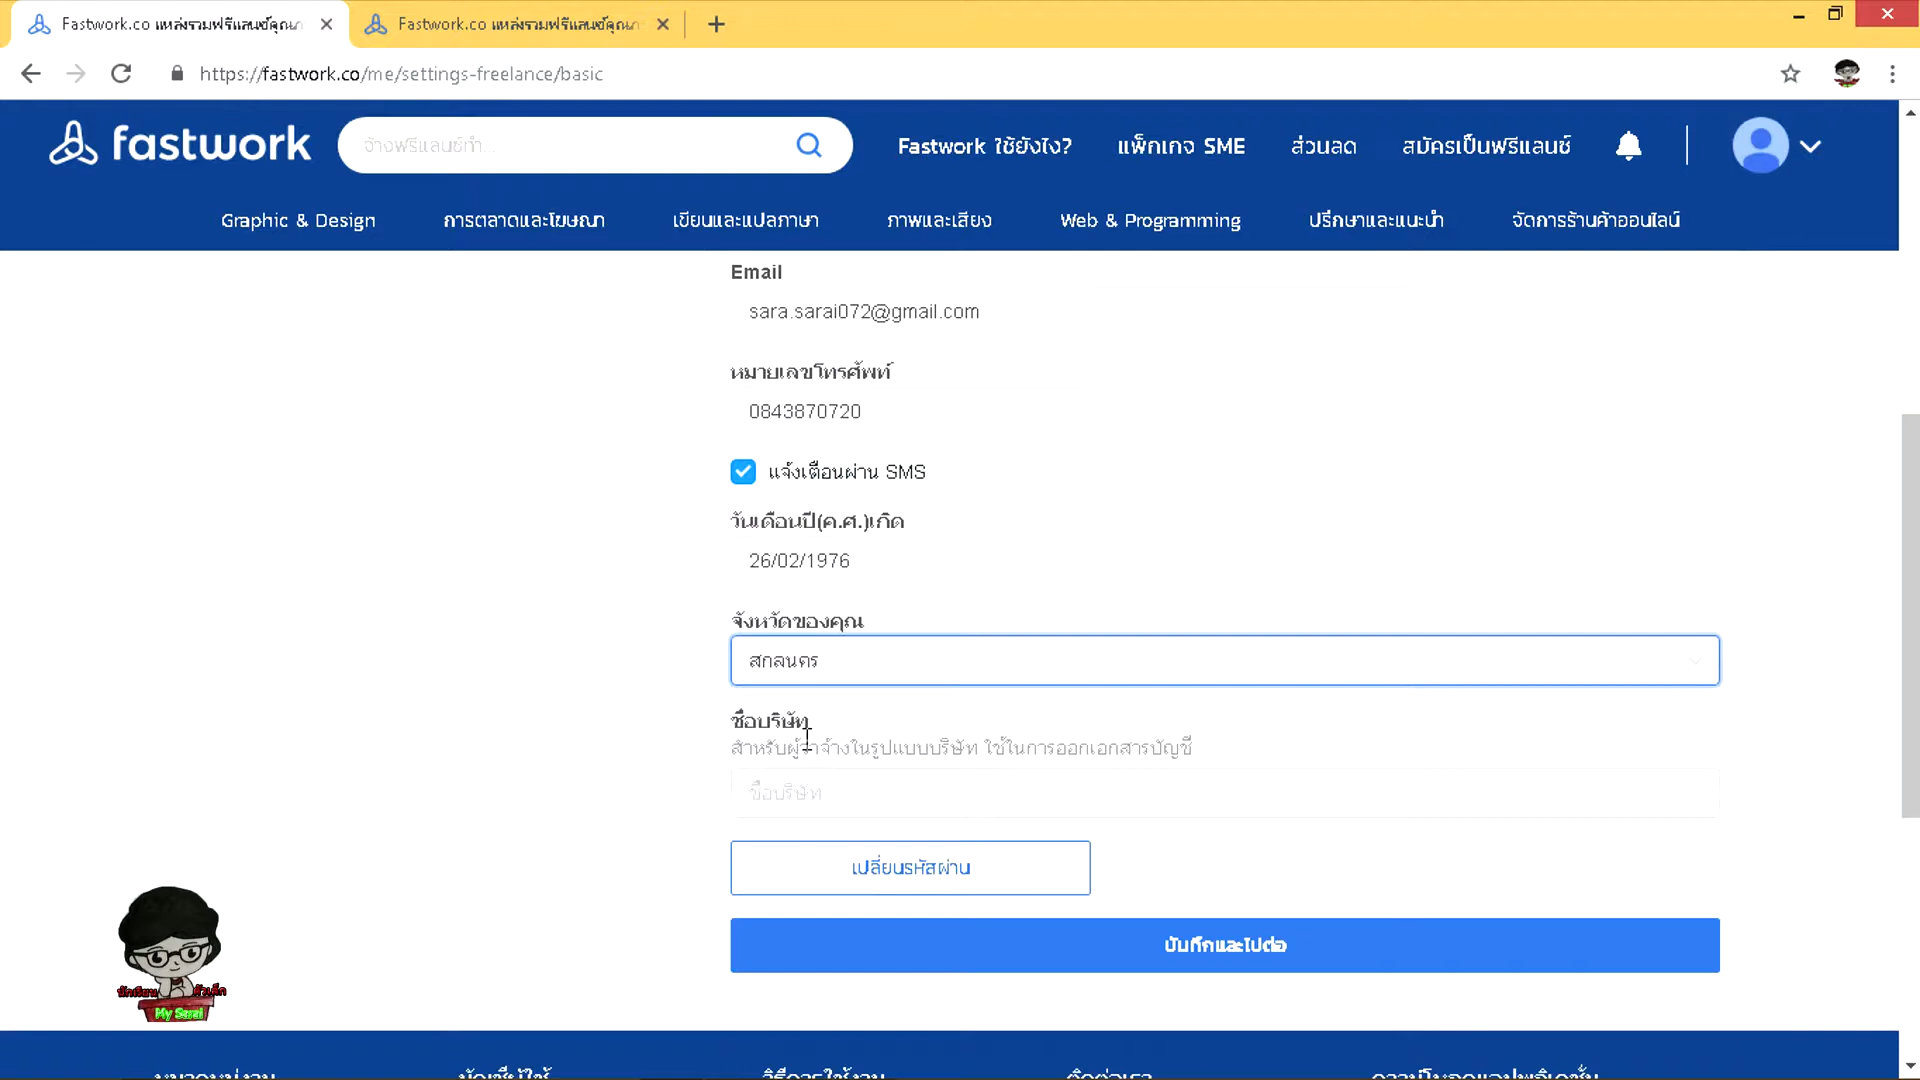 Fastwork.co แหล่งรวมฟรีแลนซ์คุณภ
Fastwork.co แหล่งรวมฟรีแลนซ์คุณภ
https://fastwork.co/me/settings-freelance/basic
fastwork
จ้างฟรีแลนซ์ทำ...
Fastwork ใช้ยังไง?
แพ็กเกจ SME
ส่วนลด
สมัครเป็นฟรีแลนซ์
Graphic & Design
การตลาดและโฆษณา
เขียนและแปลภาษา
ภาพและเสียง
Web & Programming
ปรึกษาและแนะนำ
จัดการร้านค้าออนไลน์
Email
sara.sarai072@gmail.com
หมายเลขโทรศัพท์
0843870720
แจ้งเตือนผ่าน SMS
วันเดือนปี(ค.ศ.)เกิด
26/02/1976
จังหวัดของคุณ
สกลนคร
ชื่อบริษัท
สำหรับผู้ว่าจ้างในรูปแบบบริษัท ใช้ในการออกเอกสารบัญชี
ชื่อบริษัท
เปลี่ยนรหัสผ่าน
บันทึกและไปต่อ
นักเรียน
ตัวเล็ก
My Sarai